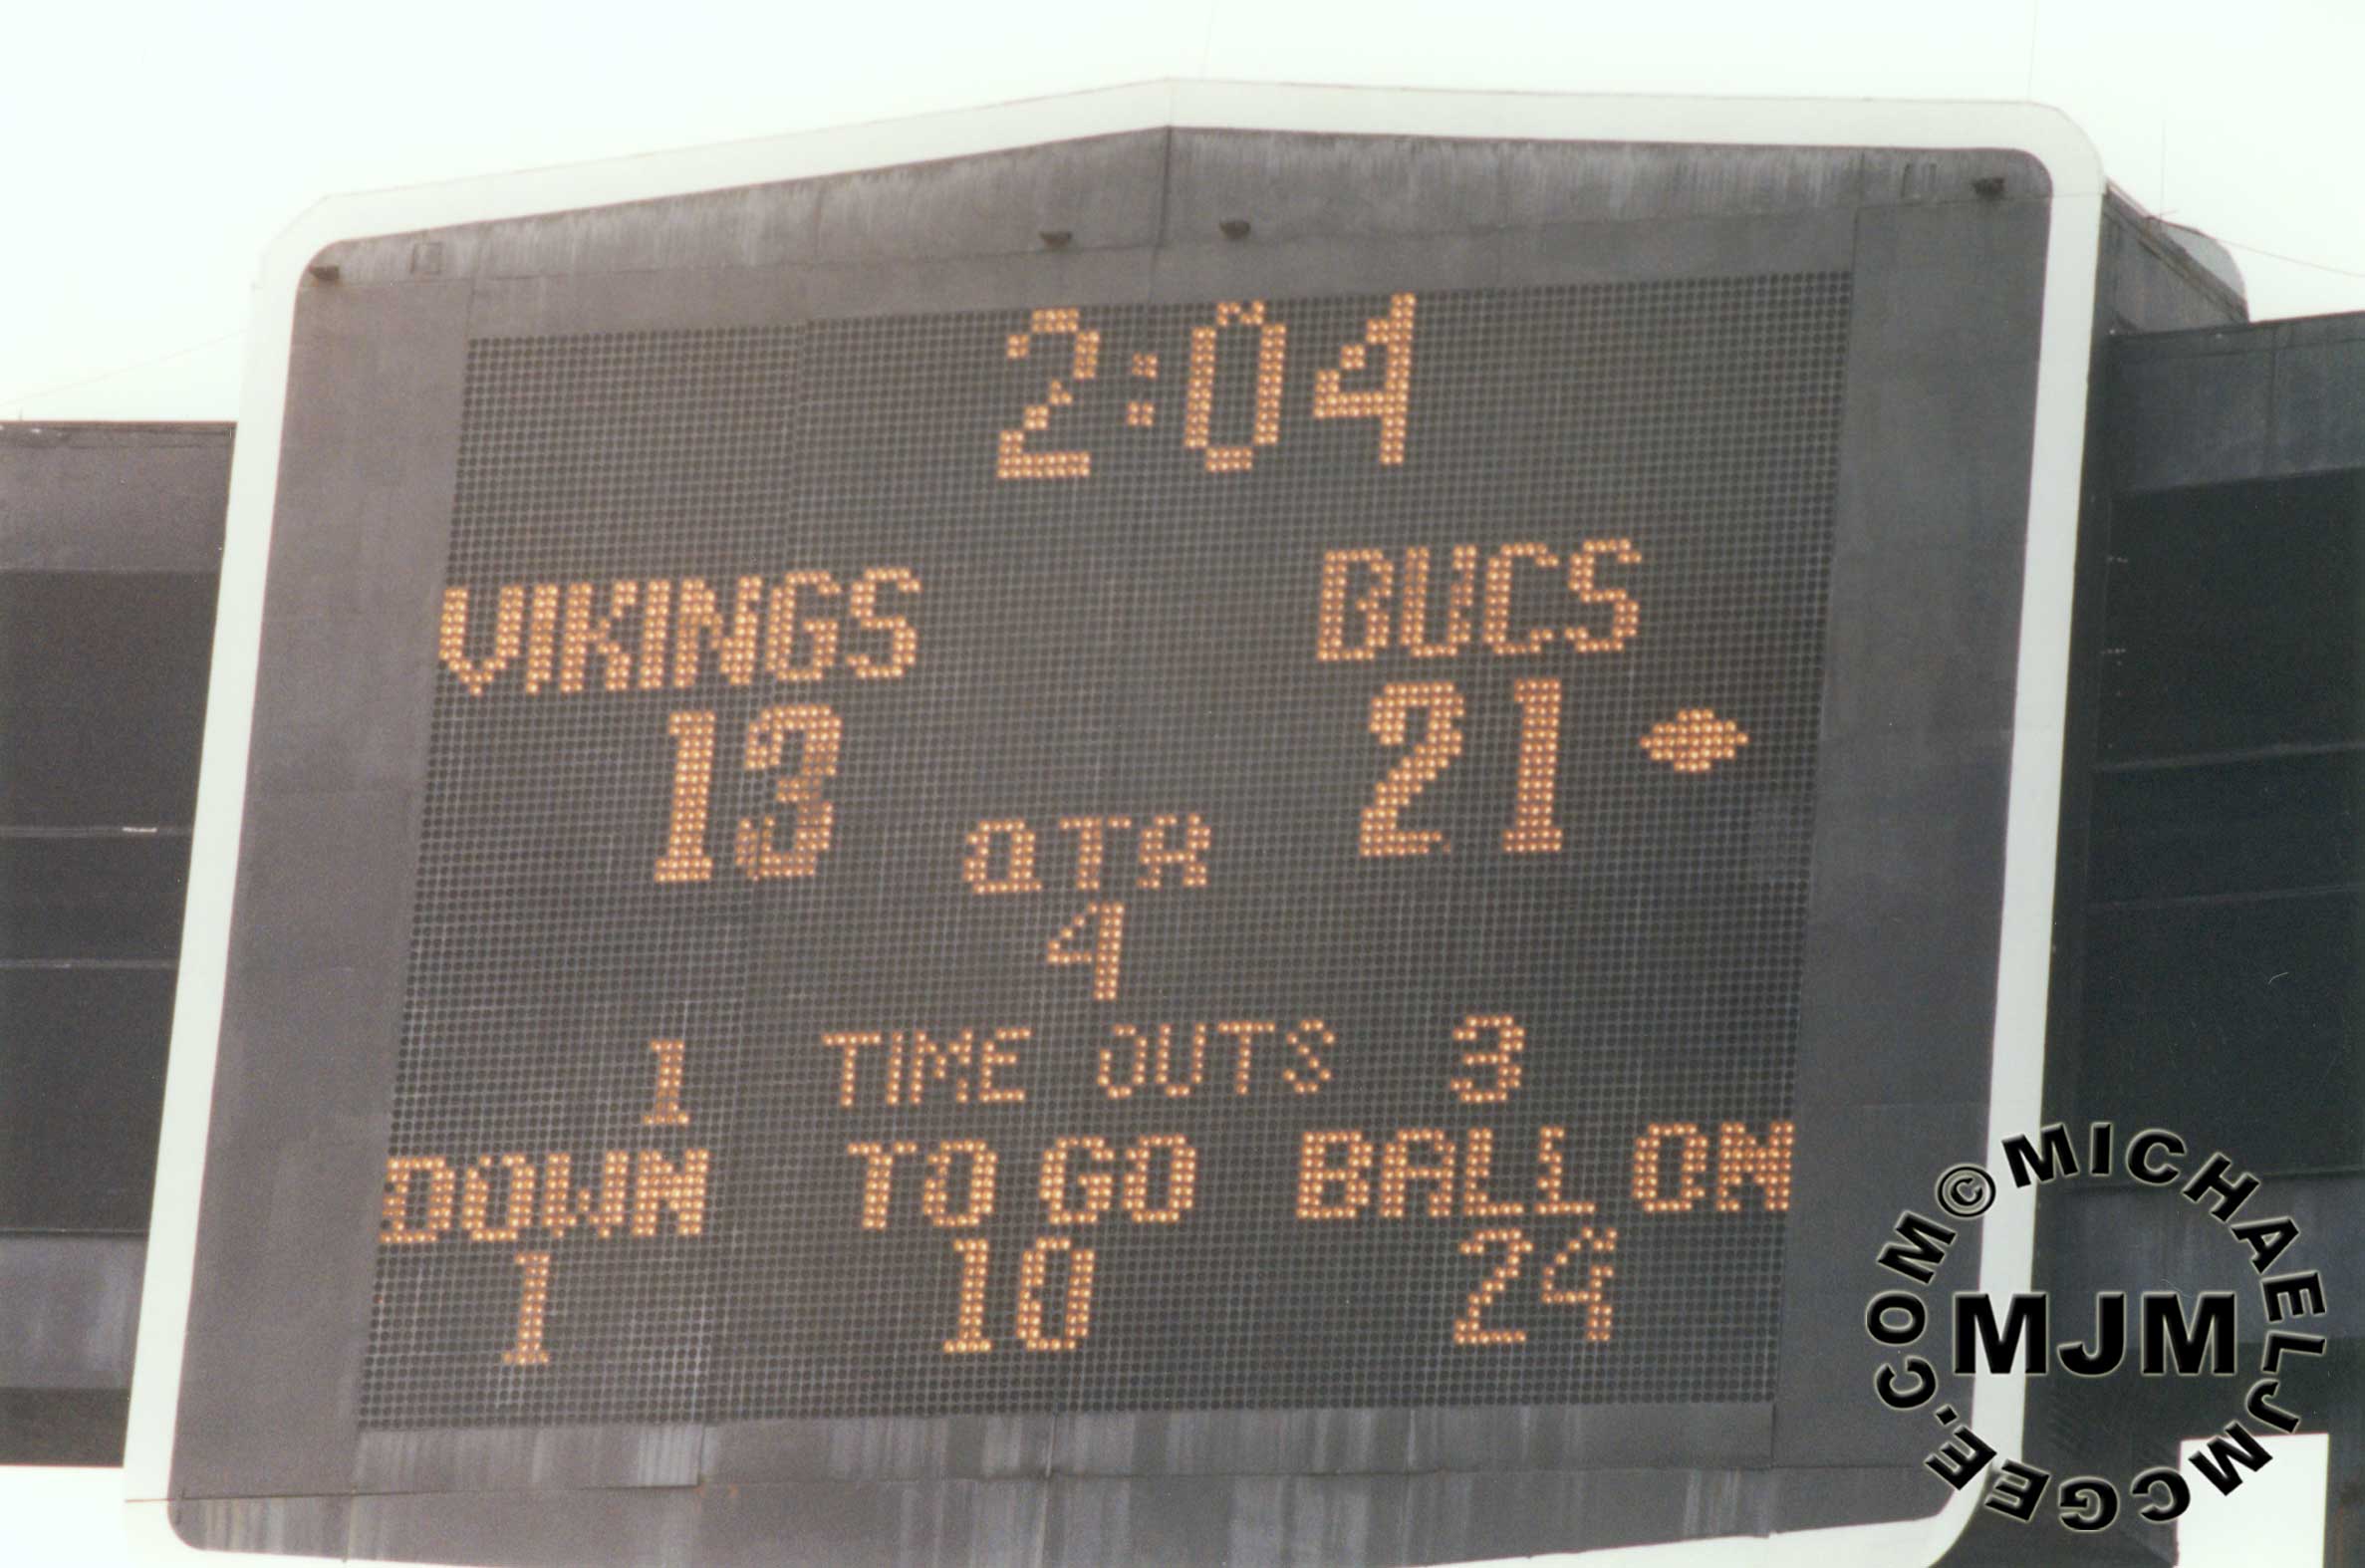 2:04
VIKINGS BUCS
13 21
QTR
4
1 TIME OUTS 3
DOWN TO GO BALL ON
1 10 24
©MICHAELJMCGEE.COM
MJM